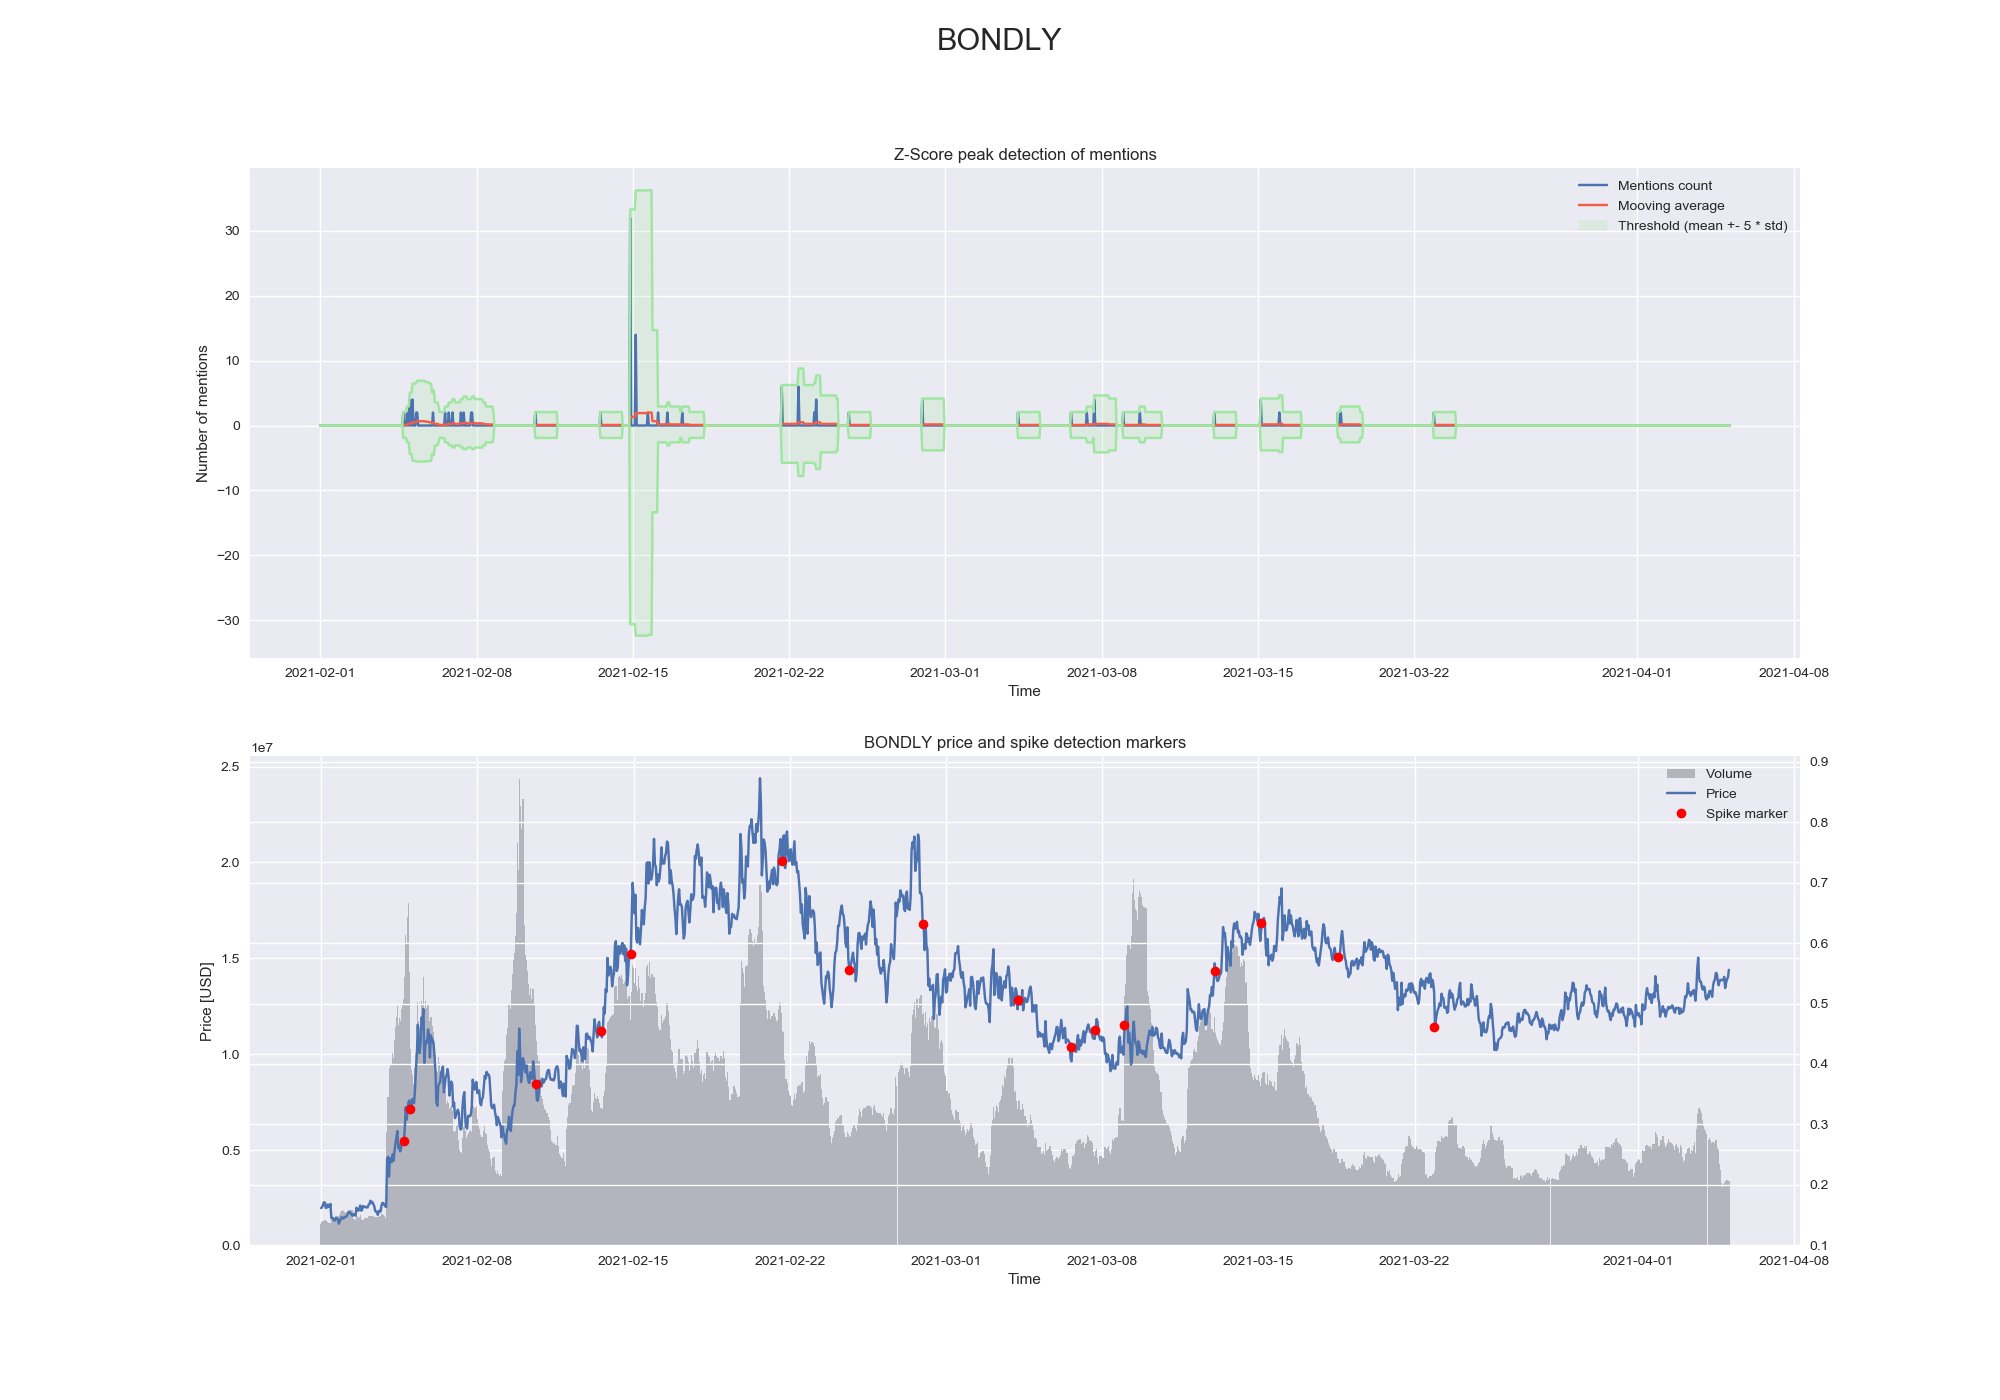 BONDLY
Z-Score peak detection of mentions
Mentions count
Mooving average
Threshold (mean +- 5 * std)
Number of mentions
30
20
10
0
−10
−20
−30
2021-02-01 2021-02-08 2021-02-15 2021-02-22 2021-03-01 2021-03-08 2021-03-15 2021-03-22 2021-04-01 2021-04-08
Time
BONDLY price and spike detection markers
1e7
Volume
Price
Spike marker
Price [USD]
2.5
2.0
1.5
1.0
0.5
0.0
0.9
0.8
0.7
0.6
0.5
0.4
0.3
0.2
0.1
2021-02-01 2021-02-08 2021-02-15 2021-02-22 2021-03-01 2021-03-08 2021-03-15 2021-03-22 2021-04-01 2021-04-08
Time